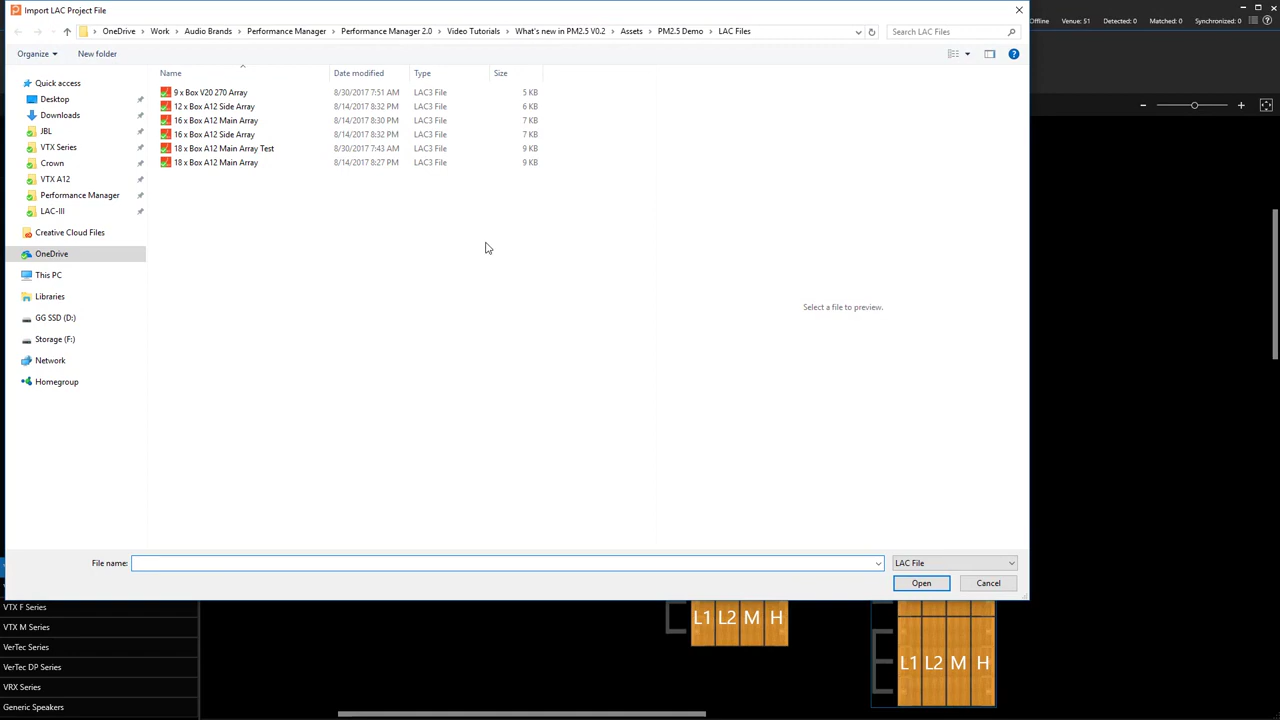 Import LAC Project File
OneDrive > Work > Audio Brands > Performance Manager > Performance Manager 2.0 > Video Tutorials > What's new in PM2.5 V0.2 > Assets > PM2.5 Demo > LAC Files
Search LAC Files
Offline Venue: 51 Detected: 0 Matched: 0 Synchronized: 0
Organize
New folder
Name Date modified Type Size
Quick access
Desktop
Downloads
JBL
VTX Series
Crown
VTX A12
Performance Manager
LAC-III
Creative Cloud Files
OneDrive
This PC
Libraries
GG SSD (D:)
Storage (F:)
Network
Homegroup
9 x Box V20 270 Array 8/30/2017 7:51 AM LAC3 File 5 KB
12 x Box A12 Side Array 8/14/2017 8:32 PM LAC3 File 6 KB
16 x Box A12 Main Array 8/14/2017 8:30 PM LAC3 File 7 KB
16 x Box A12 Side Array 8/14/2017 8:32 PM LAC3 File 7 KB
18 x Box A12 Main Array Test 8/30/2017 7:43 AM LAC3 File 9 KB
18 x Box A12 Main Array 8/14/2017 8:27 PM LAC3 File 9 KB
Select a file to preview.
File name:
LAC File
Open
Cancel
VTX F Series
VTX M Series
VerTec Series
VerTec DP Series
VRX Series
Generic Speakers
L1 L2 M H
L1 L2 M H